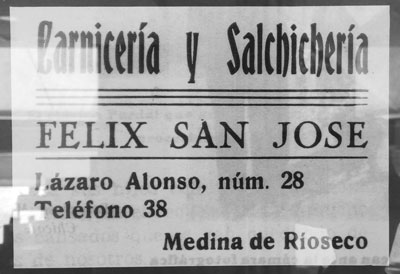 Carnicería y Salchichería
FELIX SAN JOSE
Lázaro Alonso, núm. 28
Teléfono 38
Medina de Ríoseco